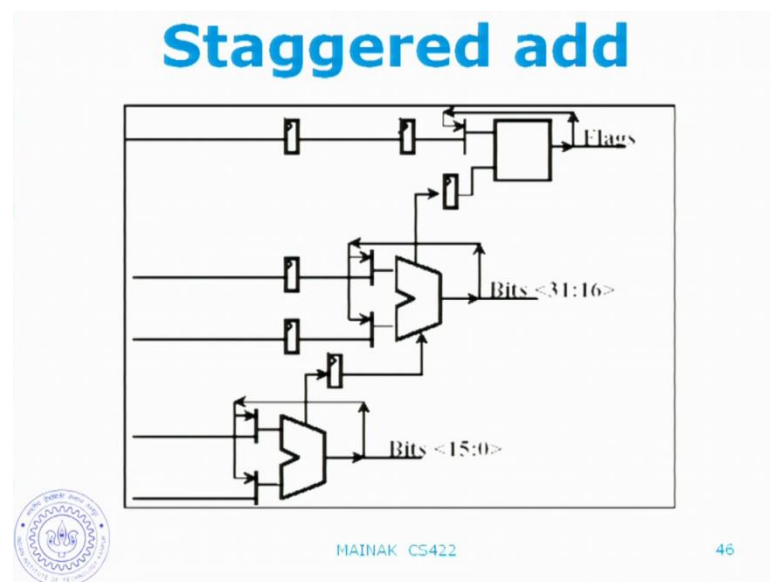 Staggered add
Flags
Bits <31:16>
Bits <15:0>
MAINAK CS422
46